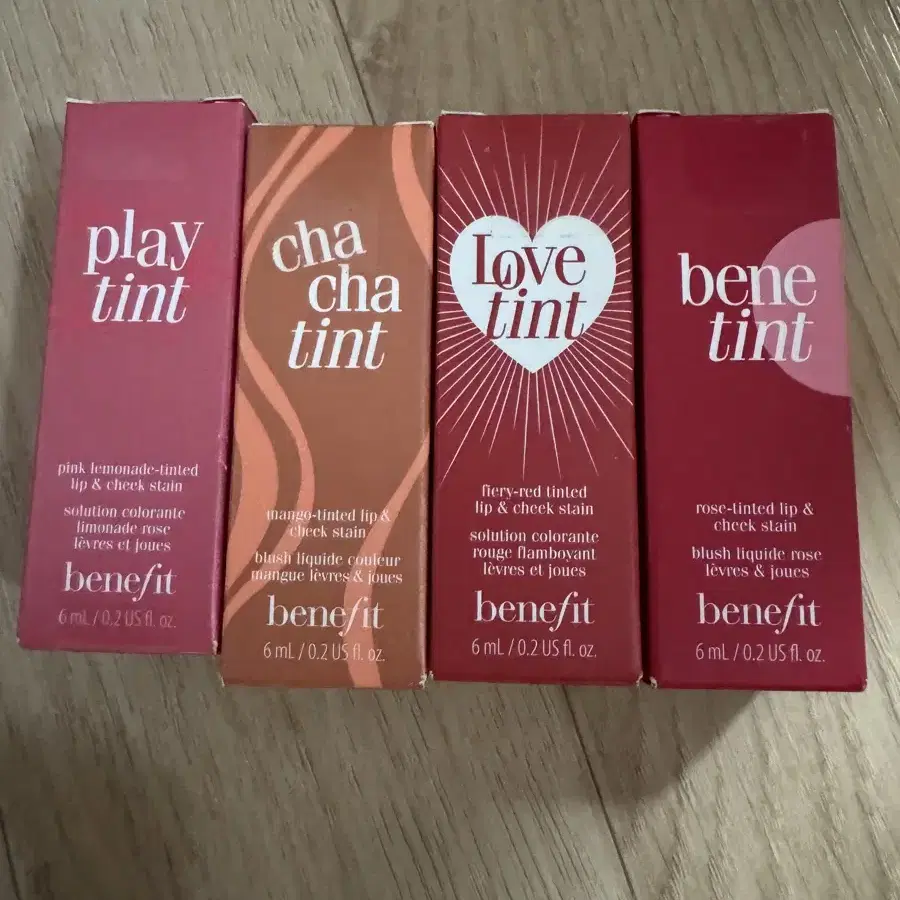 play
tint
pink lemonade-tinted
lip & cheek stain
solution colorante
limonade rose
lèvres et joues
benefit
6 mL / 0.2 US fl. oz.
cha
cha
tint
mango-tinted lip &
cheek stain
blush liquide couleur
mangue lèvres & joues
benefit
6 mL / 0.2 US fl. oz.
Love
tint
fiery-red tinted
lip & cheek stain
solution colorante
rouge flamboyant
lèvres et joues
benefit
6 mL / 0.2 US fl. oz.
bene
tint
rose-tinted lip &
cheek stain
blush liquide rose
lèvres & joues
benefit
6 mL / 0.2 US fl. oz.